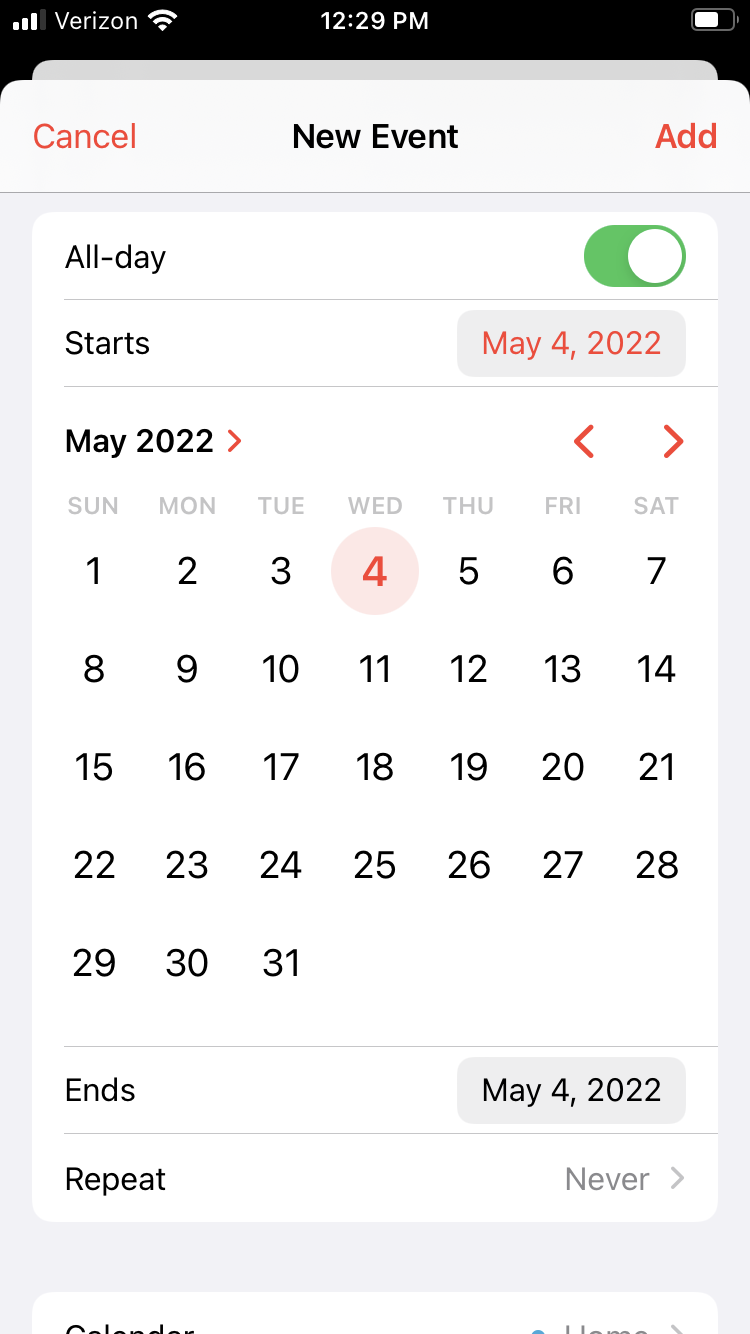 Verizon 12:29 PM
Cancel New Event Add
All-day
Starts May 4, 2022
May 2022
SUN MON TUE WED THU FRI SAT
1 2 3 4 5 6 7
8 9 10 11 12 13 14
15 16 17 18 19 20 21
22 23 24 25 26 27 28
29 30 31
Ends May 4, 2022
Repeat Never
Calendar Home